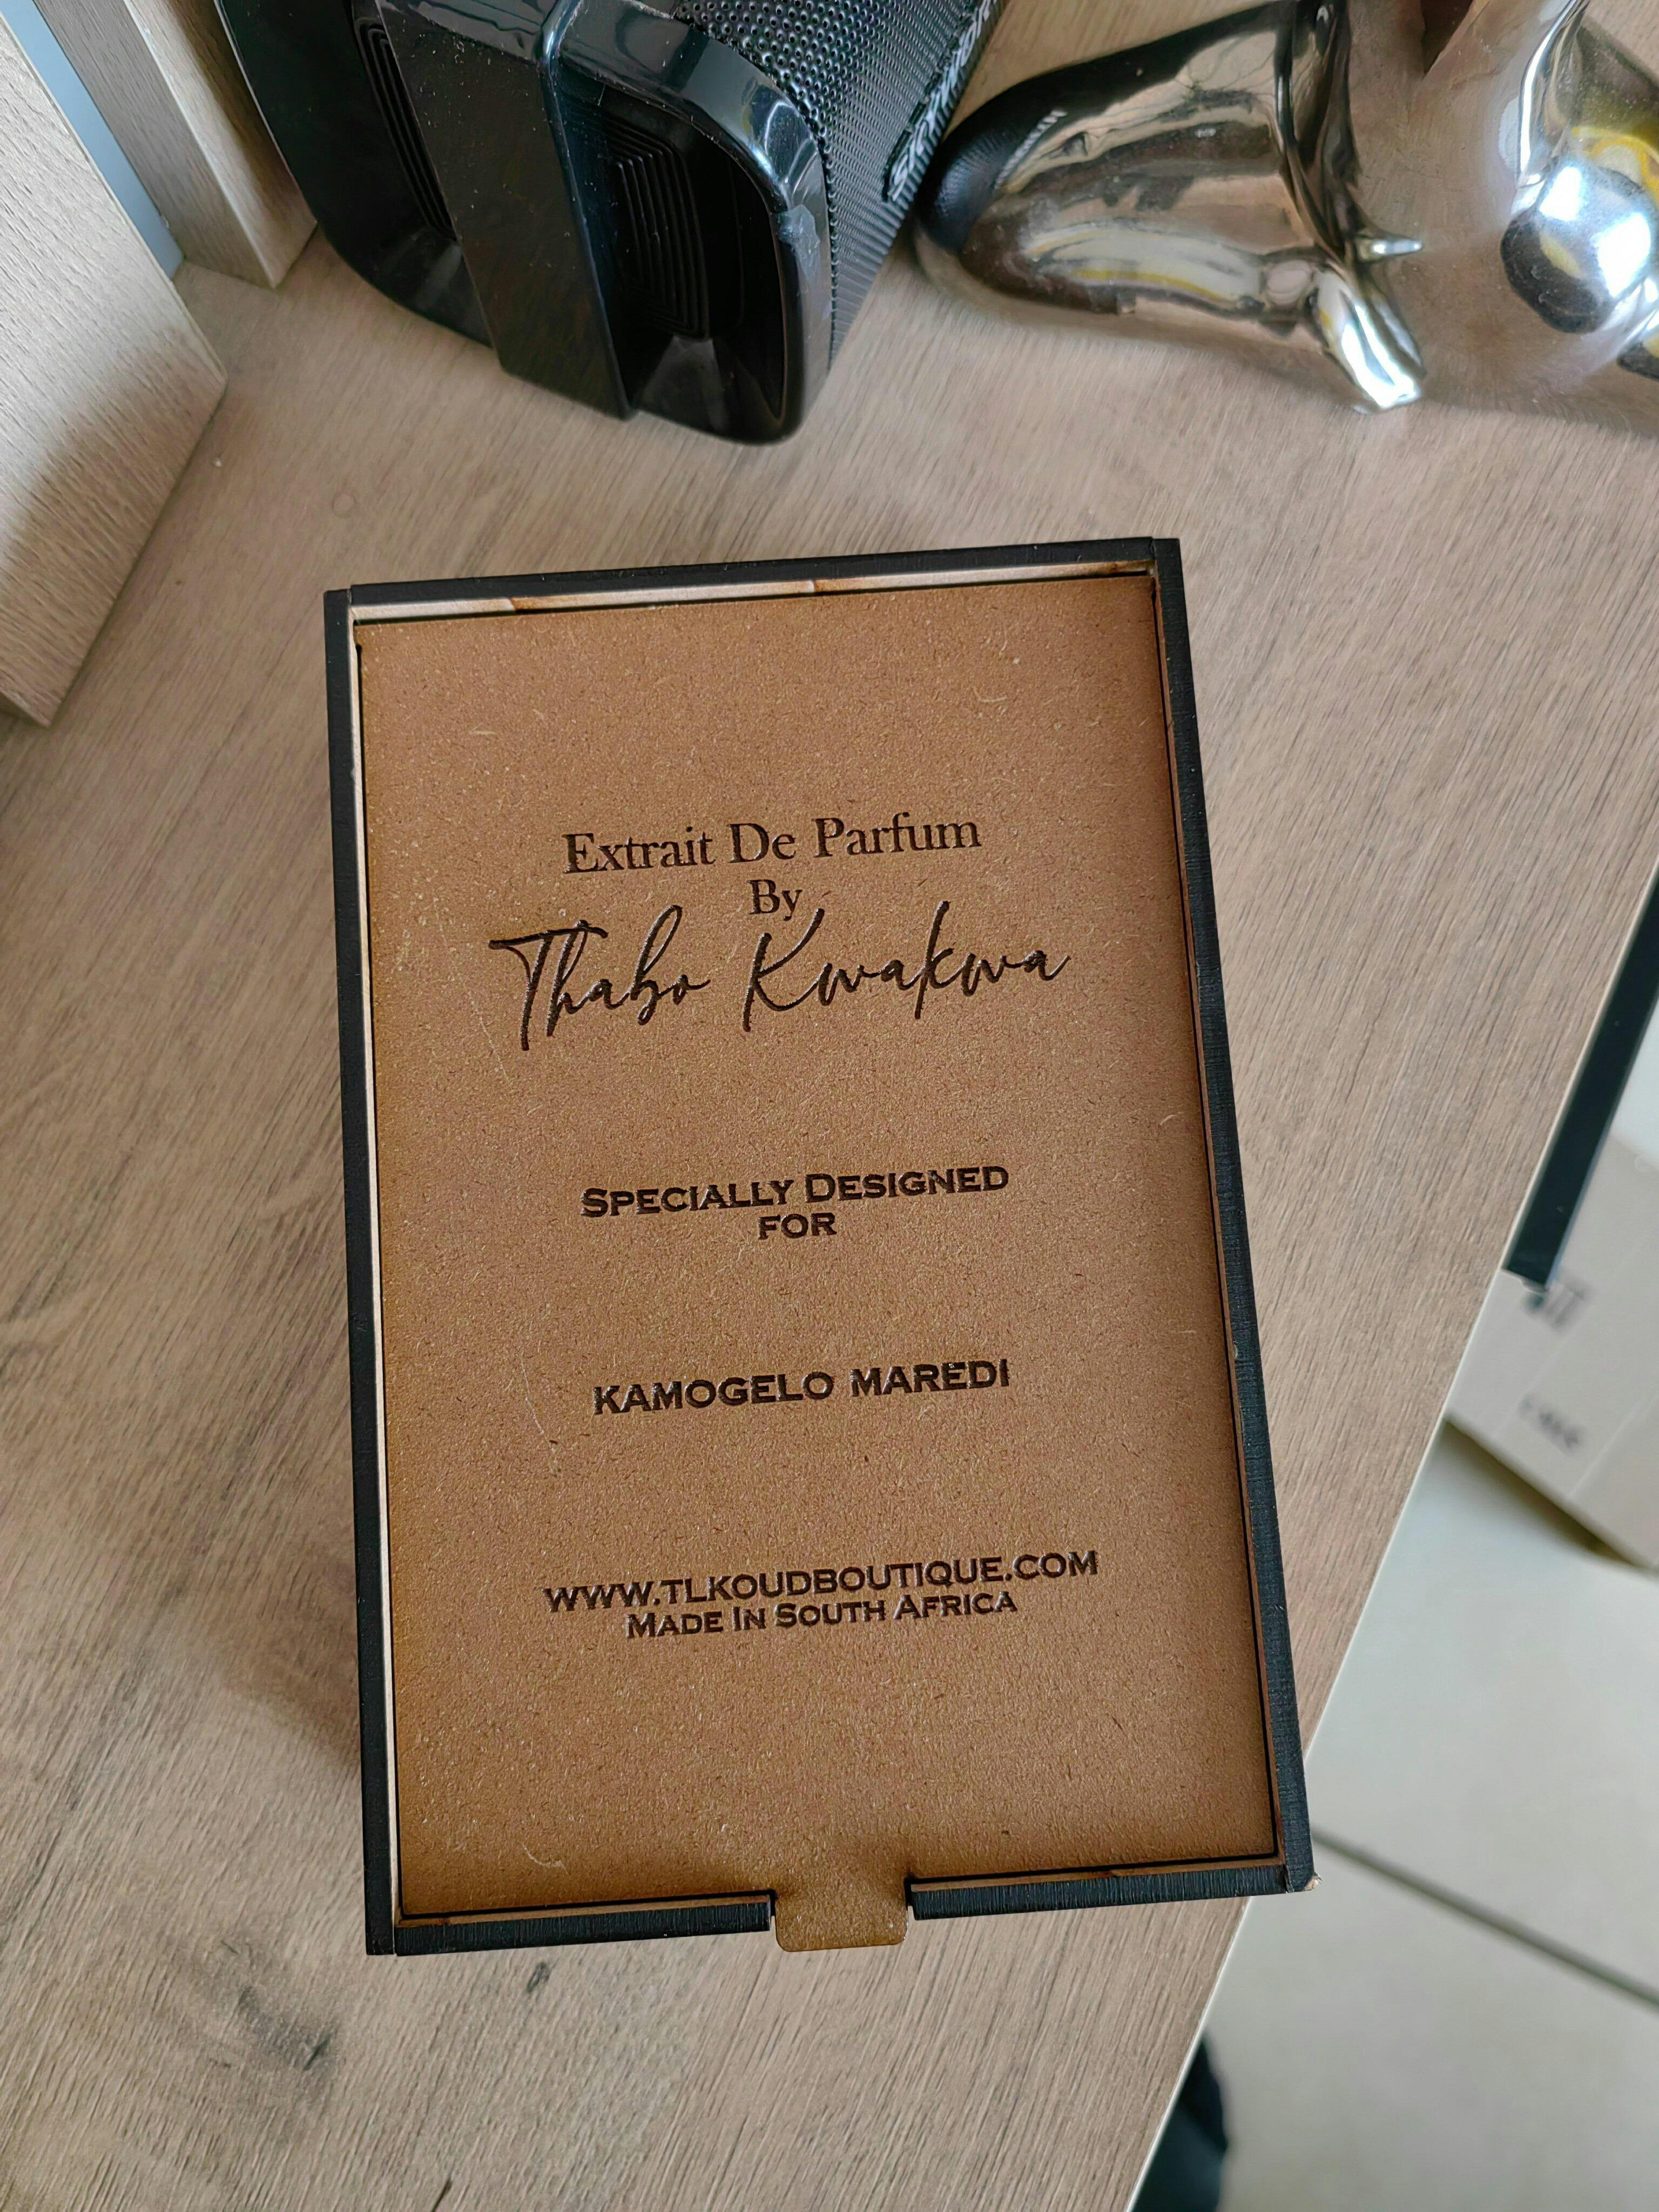 Extrait De Parfum
By
Thabo Kwakwa
SPECIALLY DESIGNED
FOR
KAMOGELO MAREDI
WWW.TLKOUDBOUTIQUE.COM
MADE IN SOUTH AFRICA